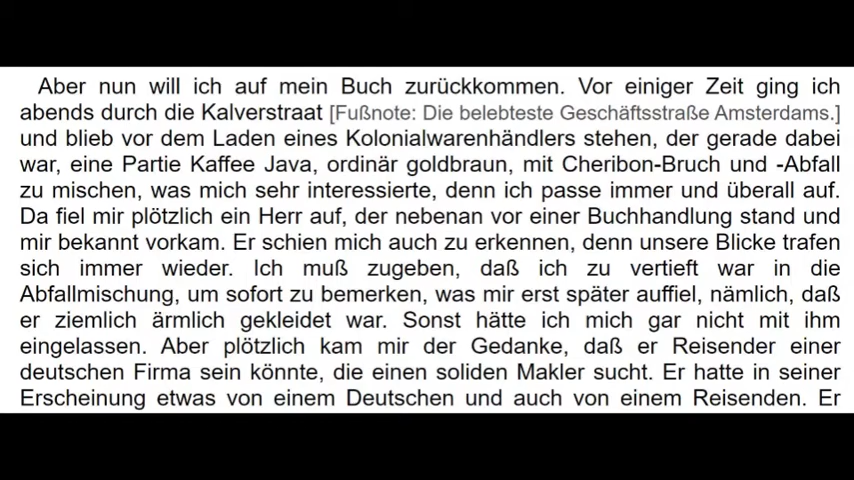 Aber nun will ich auf mein Buch zurückkommen. Vor einiger Zeit ging ich
abends durch die Kalverstraat [Fußnote: Die belebteste Geschäftsstraße Amsterdams.]
und blieb vor dem Laden eines Kolonialwarenhändlers stehen, der gerade dabei
war, eine Partie Kaffee Java, ordinär goldbraun, mit Cheribon-Bruch und -Abfall
zu mischen, was mich sehr interessierte, denn ich passe immer und überall auf.
Da fiel mir plötzlich ein Herr auf, der nebenan vor einer Buchhandlung stand und
mir bekannt vorkam. Er schien mich auch zu erkennen, denn unsere Blicke trafen
sich immer wieder. Ich muß zugeben, daß ich zu vertieft war in die
Abfallmischung, um sofort zu bemerken, was mir erst später auffiel, nämlich, daß
er ziemlich ärmlich gekleidet war. Sonst hätte ich mich gar nicht mit ihm
eingelassen. Aber plötzlich kam mir der Gedanke, daß er Reisender einer
deutschen Firma sein könnte, die einen soliden Makler sucht. Er hatte in seiner
Erscheinung etwas von einem Deutschen und auch von einem Reisenden. Er